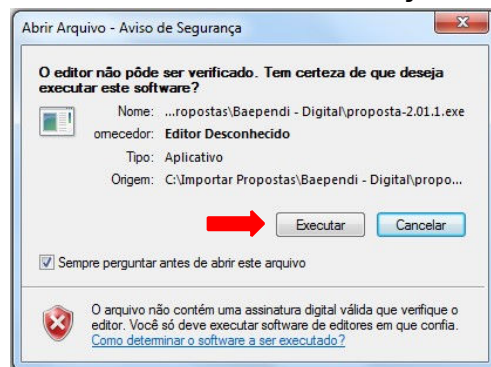 Abrir Arquivo - Aviso de Segurança
O editor não pôde ser verificado. Tem certeza de que deseja
executar este software?
Nome: ...ropostas\Baependi - Digital\proposta-2.01.1.exe
ornecedor: Editor Desconhecido
Tipo: Aplicativo
Origem: C:\Importar Propostas\Baependi - Digital\propo...
Executar Cancelar
Sempre perguntar antes de abrir este arquivo
O arquivo não contém uma assinatura digital válida que verifique o
editor. Você só deve executar software de editores em que confia.
Como determinar o software a ser executado?